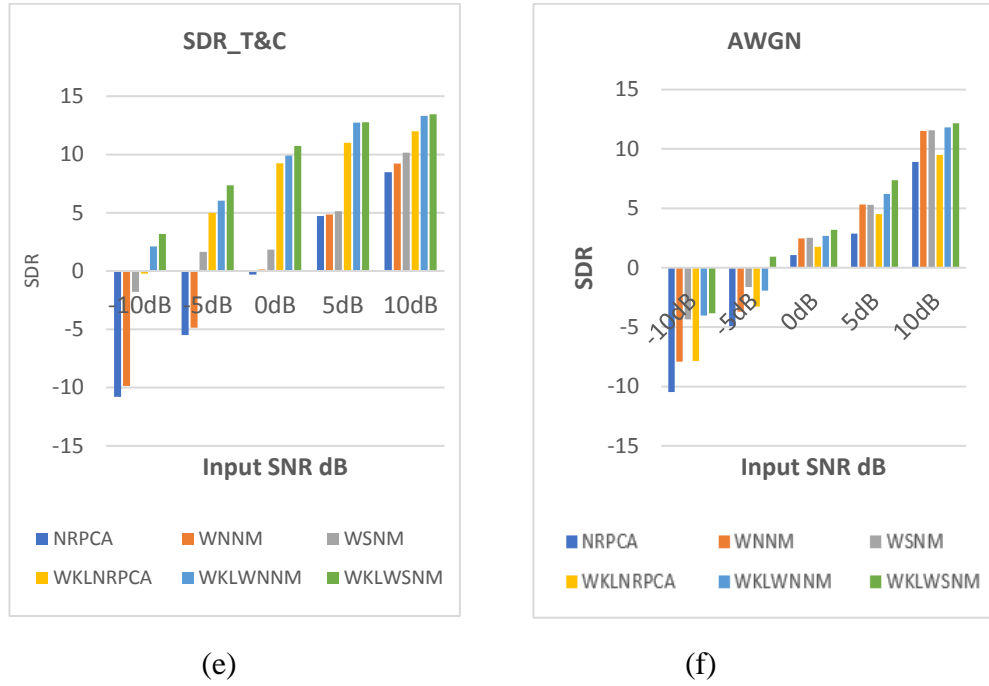 SDR_T&C
15
10
5
0
-5
-10
-15
SDR
-10dB -5dB 0dB 5dB 10dB
Input SNR dB
NRPCA WNNM WSNM
WKLNRPCA WKLWNNM WKLWSNM
(e)
AWGN
15
10
5
0
-5
-10
-15
SDR
-10dB -5dB 0dB 5dB 10dB
Input SNR dB
NRPCA WNNM WSNM
WKLNRPCA WKLWNNM WKLWSNM
(f)